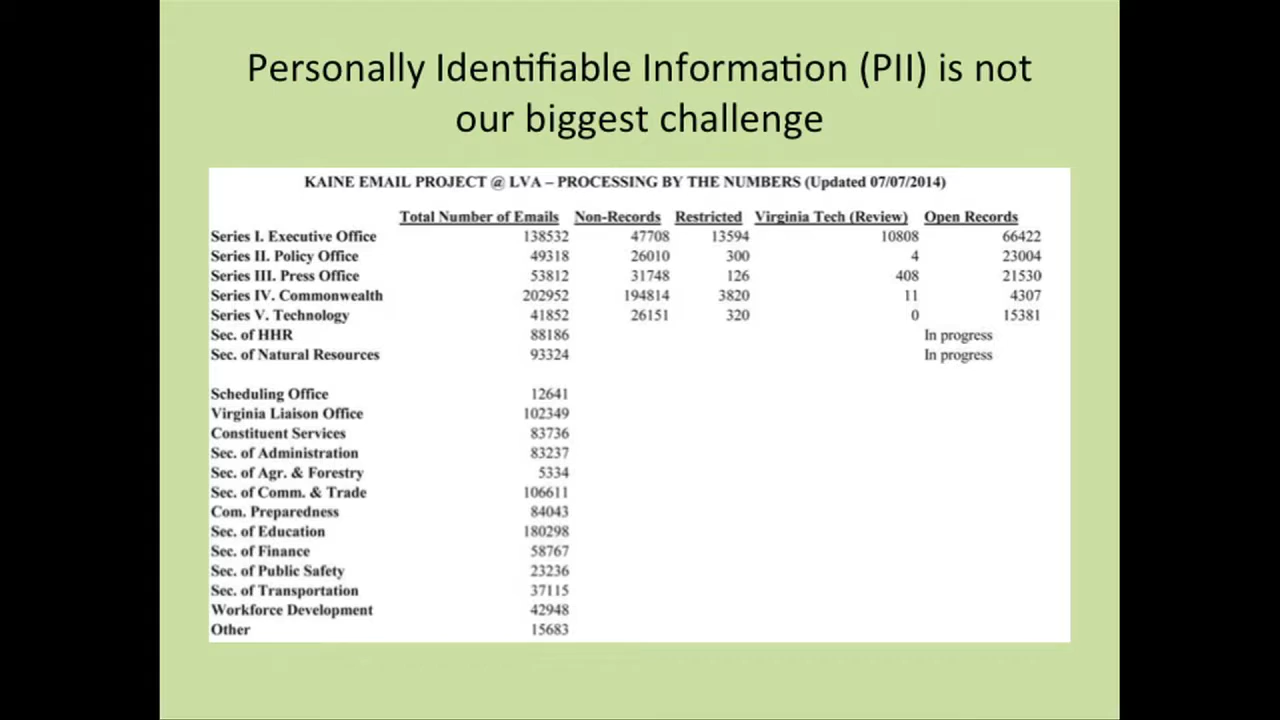 Personally Identifiable Information (PII) is not
our biggest challenge
KAINE EMAIL PROJECT @ LVA – PROCESSING BY THE NUMBERS (Updated 07/07/2014)
Total Number of Emails Non-Records Restricted Virginia Tech (Review) Open Records
Series I. Executive Office 138532 47708 13594 10808 66422
Series II. Policy Office 49318 26010 300 4 23004
Series III. Press Office 53812 31748 126 408 21530
Series IV. Commonwealth 202952 194814 3820 11 4307
Series V. Technology 41852 26151 320 0 15381
Sec. of HHR 88186 In progress
Sec. of Natural Resources 93324 In progress
Scheduling Office 12641
Virginia Liaison Office 102349
Constituent Services 83736
Sec. of Administration 83237
Sec. of Agr. & Forestry 5334
Sec. of Comm. & Trade 106611
Com. Preparedness 84043
Sec. of Education 180298
Sec. of Finance 58767
Sec. of Public Safety 23236
Sec. of Transportation 37115
Workforce Development 42948
Other 15683